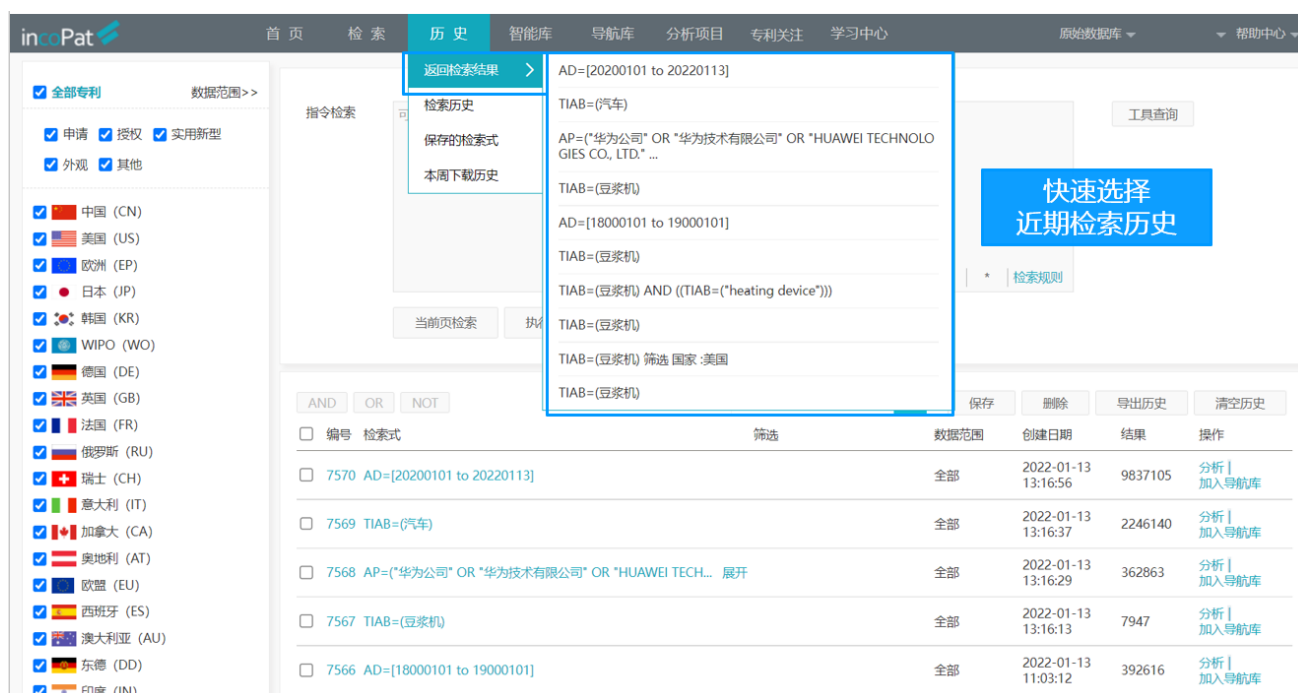 incoPat
首 页
检 索
历 史
智能库
导航库
分析项目
专利关注
学习中心
原始数据库
帮助中心
全部专利
数据范围>>
申请
授权
实用新型
外观
其他
中国 (CN)
美国 (US)
欧洲 (EP)
日本 (JP)
韩国 (KR)
WIPO (WO)
德国 (DE)
英国 (GB)
法国 (FR)
俄罗斯 (RU)
瑞士 (CH)
意大利 (IT)
加拿大 (CA)
奥地利 (AT)
欧盟 (EU)
西班牙 (ES)
澳大利亚 (AU)
东德 (DD)
印度 (IN)
指令检索
返回检索结果
检索历史
保存的检索式
本周下载历史
AD=[20200101 to 20220113]
TIAB=(汽车)
AP=("华为公司" OR "华为技术有限公司" OR "HUAWEI TECHNOLO
GIES CO., LTD." ...
TIAB=(豆浆机)
AD=[18000101 to 19000101]
TIAB=(豆浆机)
TIAB=(豆浆机) AND ((TIAB=("heating device")))
TIAB=(豆浆机)
TIAB=(豆浆机) 筛选 国家 :美国
TIAB=(豆浆机)
工具查询
快速选择
近期检索历史
* 检索规则
当前页检索
AND OR NOT
保存 删除 导出历史 清空历史
编号 检索式 筛选 数据范围 创建日期 结果 操作
7570 AD=[20200101 to 20220113] 全部 2022-01-13 9837105 分析 |
13:16:56 加入导航库
7569 TIAB=(汽车) 全部 2022-01-13 2246140 分析 |
13:16:37 加入导航库
7568 AP=("华为公司" OR "华为技术有限公司" OR "HUAWEI TECH... 展开 全部 2022-01-13 362863 分析 |
13:16:29 加入导航库
7567 TIAB=(豆浆机) 全部 2022-01-13 7947 分析 |
13:16:13 加入导航库
7566 AD=[18000101 to 19000101] 全部 2022-01-13 392616 分析 |
11:03:12 加入导航库